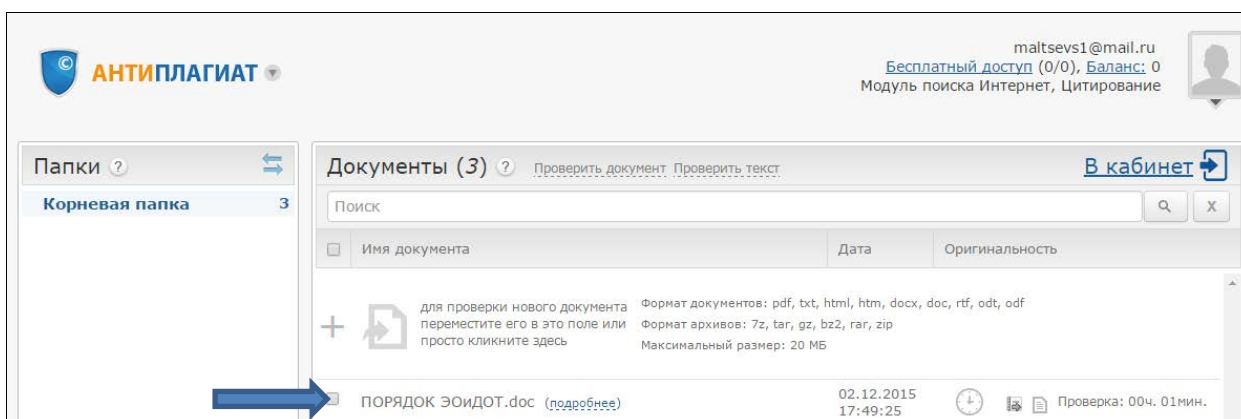 maltsevs1@mail.ru
© АНТИПЛАГИАТ
Бесплатный доступ (0/0), Баланс: 0
Модуль поиска Интернет, Цитирование
Папки ?
Документы (3) ? Проверить документ Проверить текст В кабинет
Корневая папка 3
Поиск X
Имя документа Дата Оригинальность
для проверки нового документа
переместите его в это поле или
просто кликните здесь
Формат документов: pdf, txt, html, htm, docx, doc, rtf, odt, odf
Формат архивов: 7z, tar, gz, bz2, rar, zip
Максимальный размер: 20 МБ
ПОРЯДОК ЭОиДОТ.doc (подробнее) 02.12.2015 Проверка: 00ч. 01мин.
17:49:25